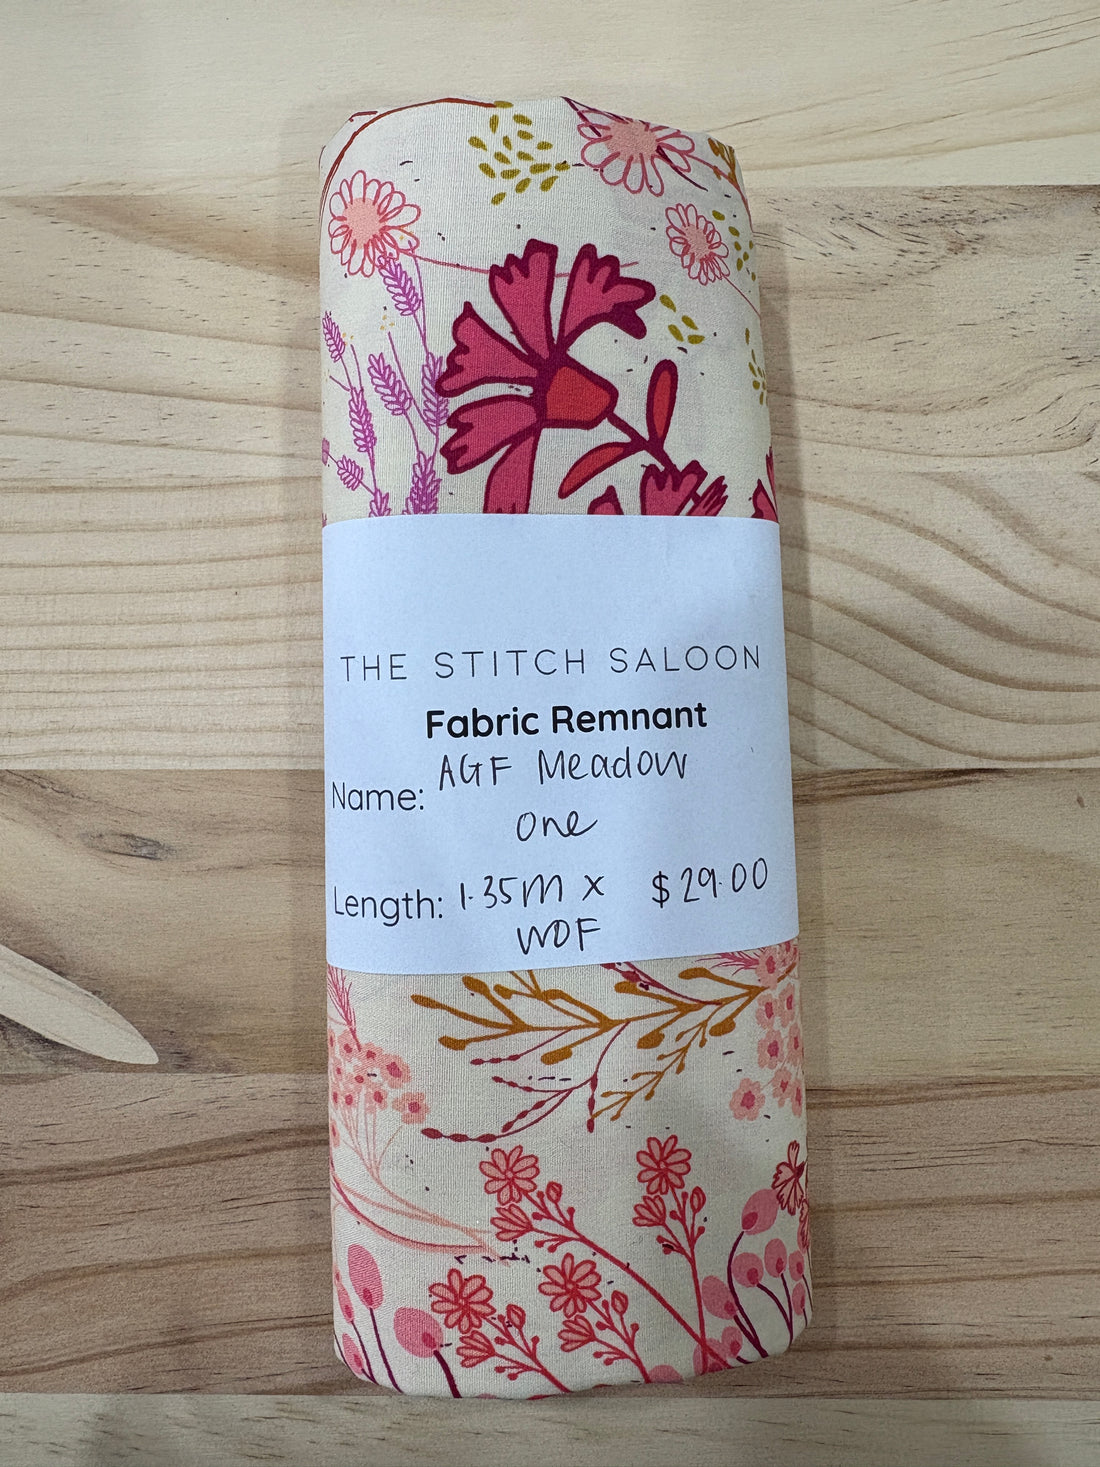 THE STITCH SALOON
Fabric Remnant
Name: AGF Meadow
One
Length: 1.35m x $29.00
WOF